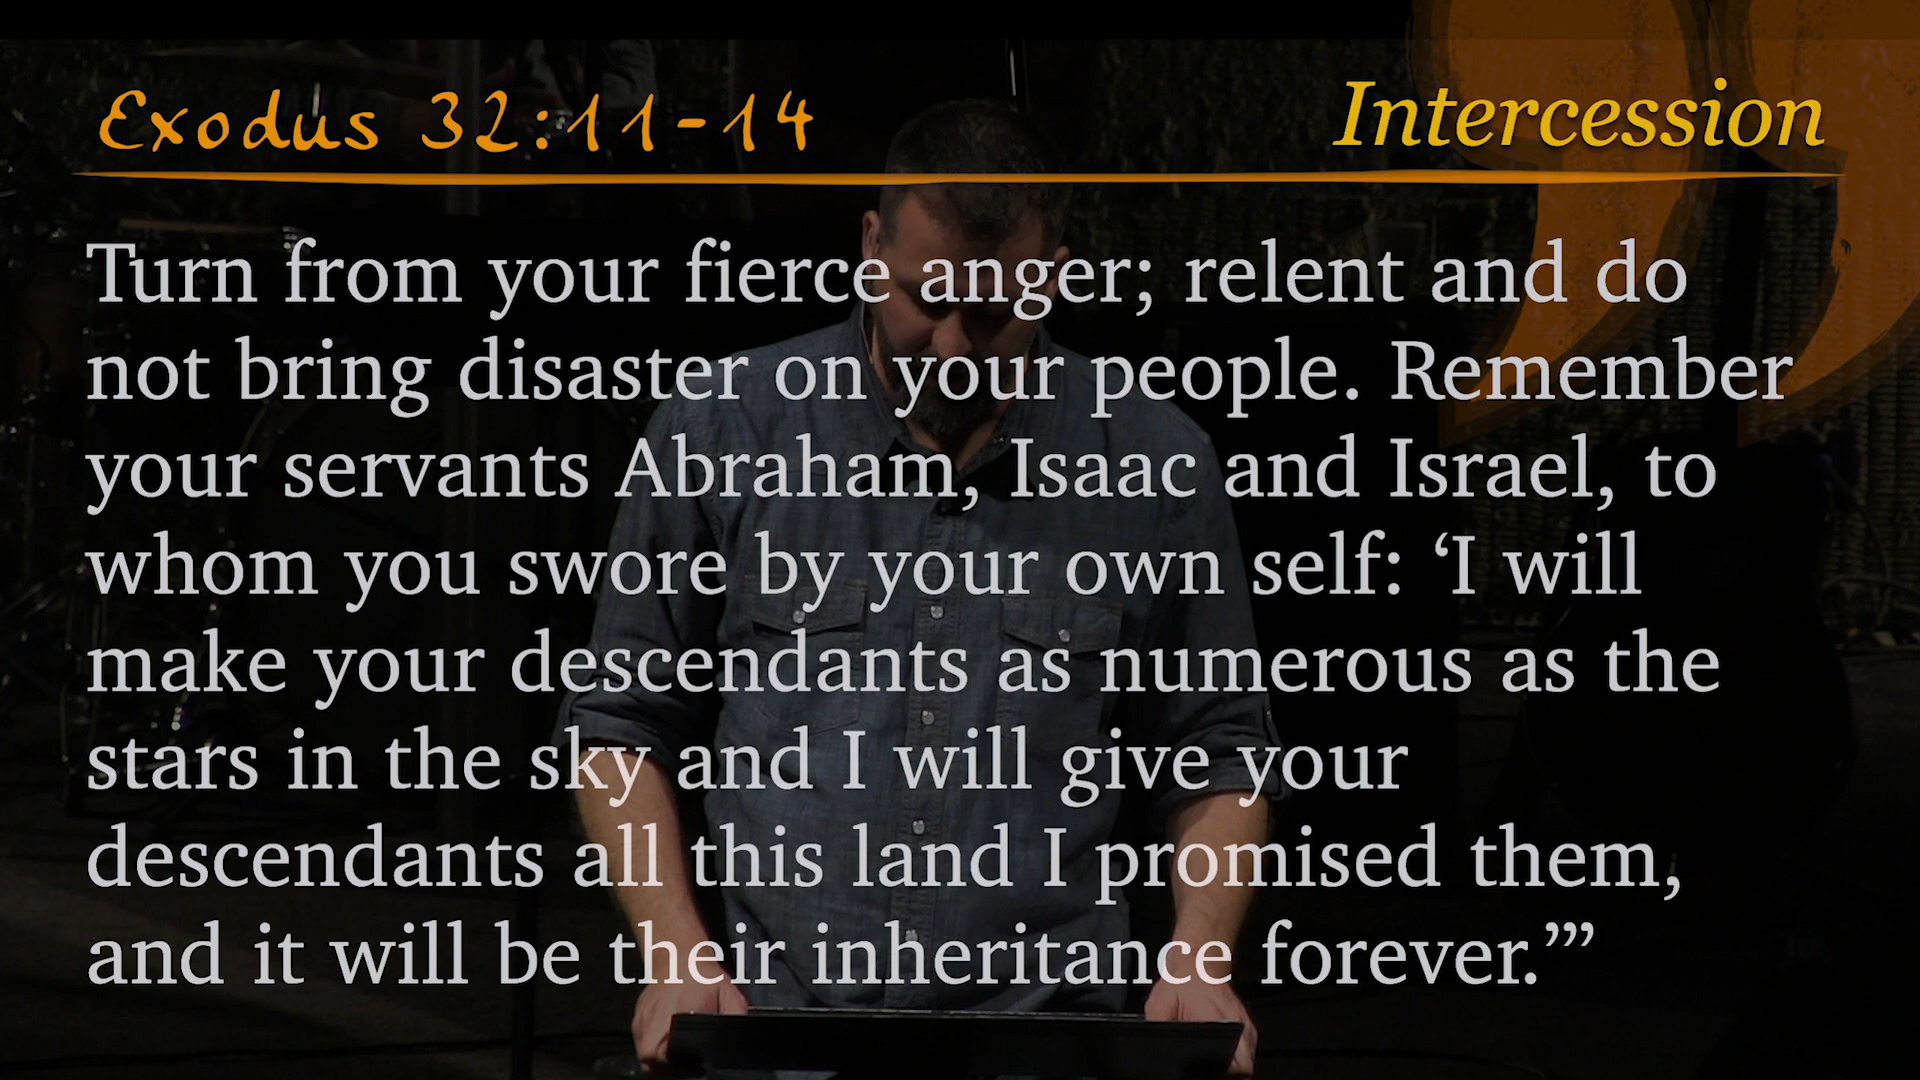 Exodus 32:11-14
Intercession
Turn from your fierce anger; relent and do
not bring disaster on your people. Remember
your servants Abraham, Isaac and Israel, to
whom you swore by your own self: ‘I will
make your descendants as numerous as the
stars in the sky and I will give your
descendants all this land I promised them,
and it will be their inheritance forever.’”